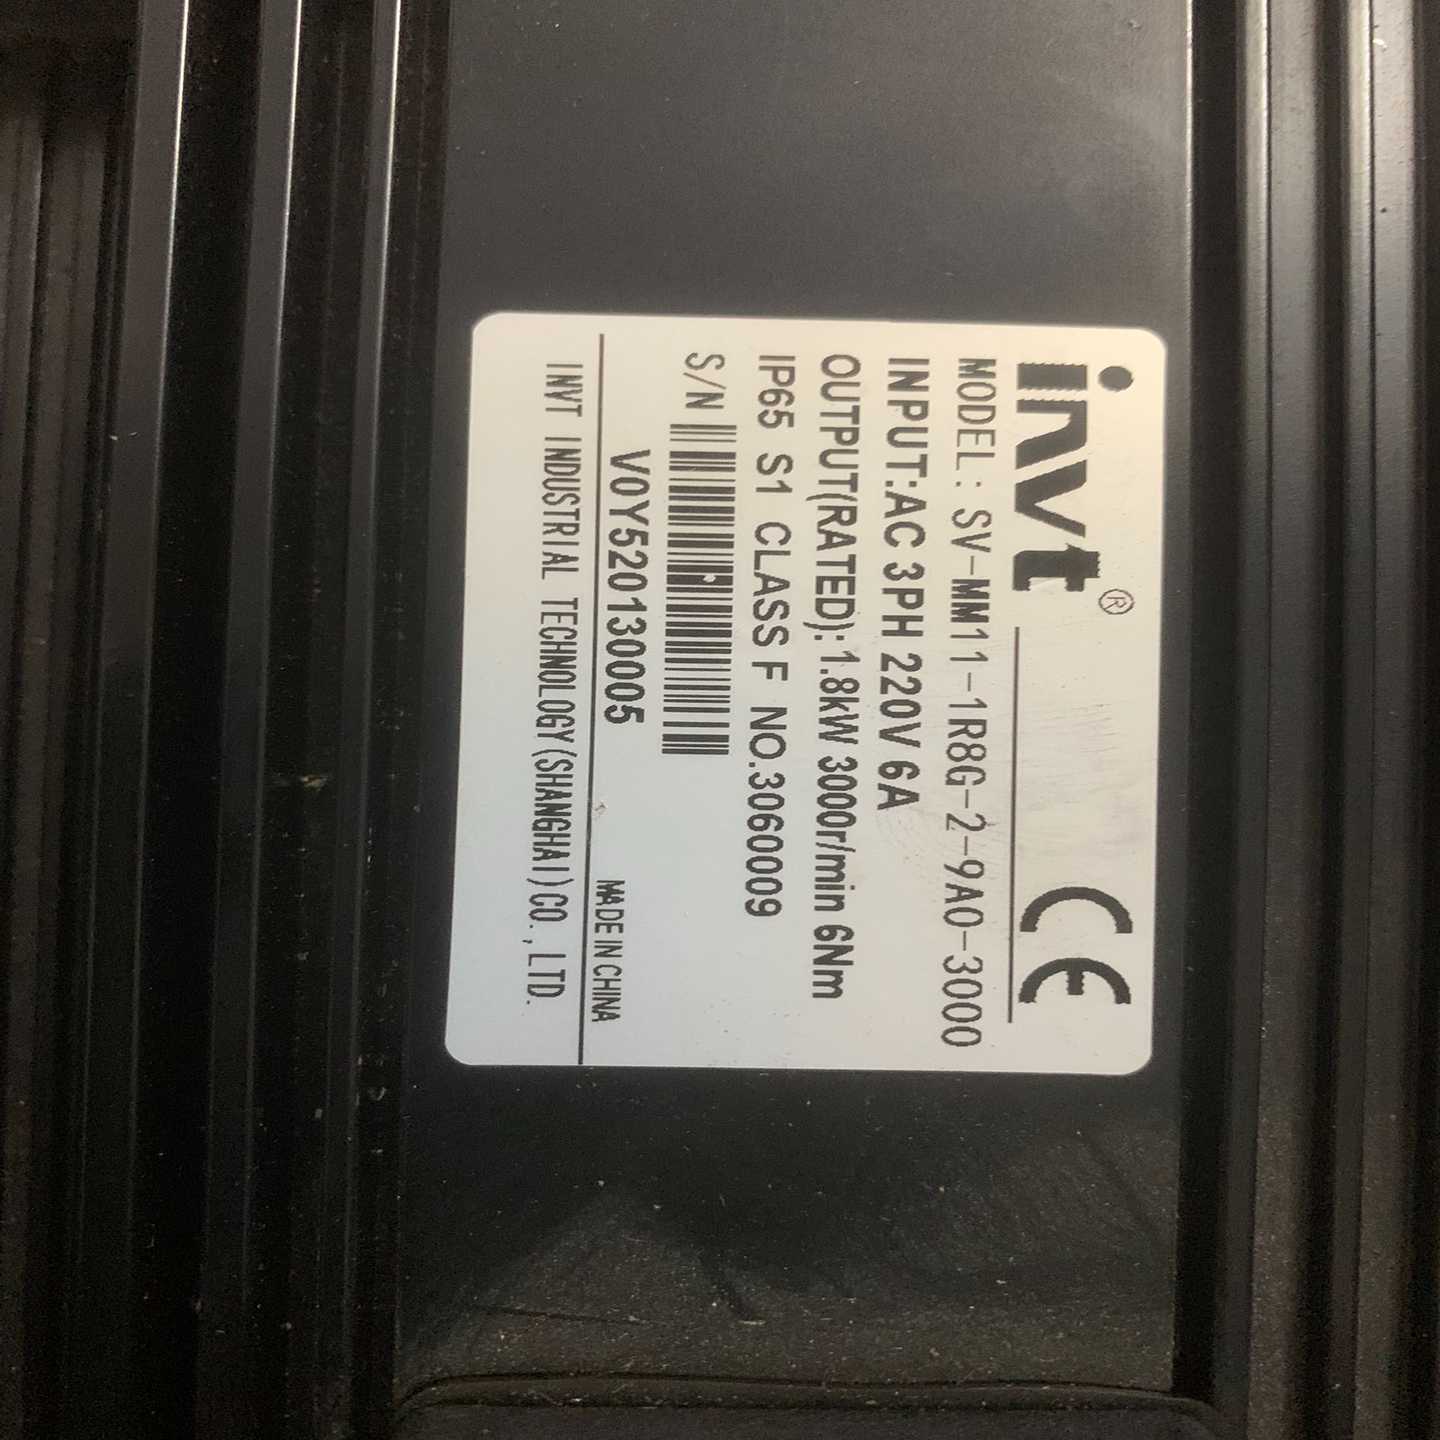 invt®
CE
MODEL: SV-MM11-1R8G-2-9A0-3000
INPUT:AC 3PH 220V 6A
OUTPUT(RATED):1.8kW 3000r/min 6Nm
IP65 S1 CLASS F NO.3060009
S/N
V0Y520130005
MADE IN CHINA
INVT INDUSTRIAL TECHNOLOGY(SHANGHAI)CO.,LTD.